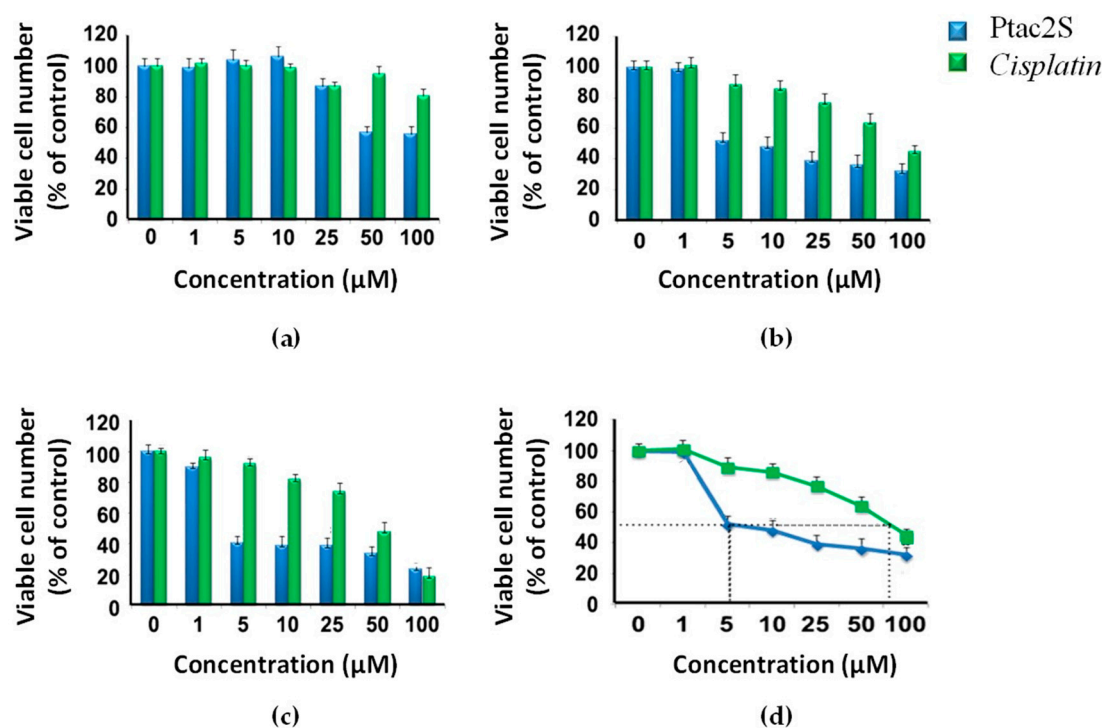 Ptac2S
Cisplatin
Viable cell number
(% of control)
120
100
80
60
40
20
0
0 1 5 10 25 50 100
Concentration (µM)
(a)
Viable cell number
(% of control)
120
100
80
60
40
20
0
0 1 5 10 25 50 100
Concentration (µM)
(b)
Viable cell number
(% of control)
120
100
80
60
40
20
0
0 1 5 10 25 50 100
Concentration (µM)
(c)
Viable cell number
(% of control)
120
100
80
60
40
20
0
0 1 5 10 25 50 100
Concentration (µM)
(d)